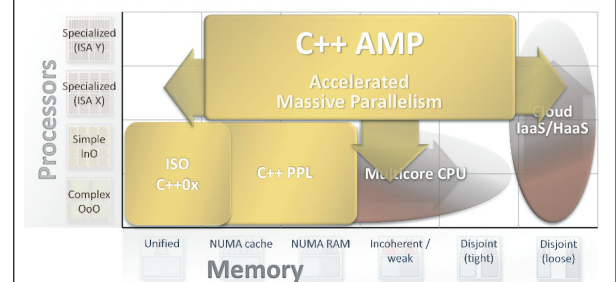 Processors
Specialized
(ISA Y)
Specialized
(ISA X)
Simple
InO
Complex
OoO
C++ AMP
Accelerated
Massive Parallelism
ISO
C++0x
C++ PPL
Multicore CPU
Cloud
IaaS/HaaS
Unified
NUMA cache
NUMA RAM
Incoherent /
weak
Disjoint
(tight)
Disjoint
(loose)
Memory